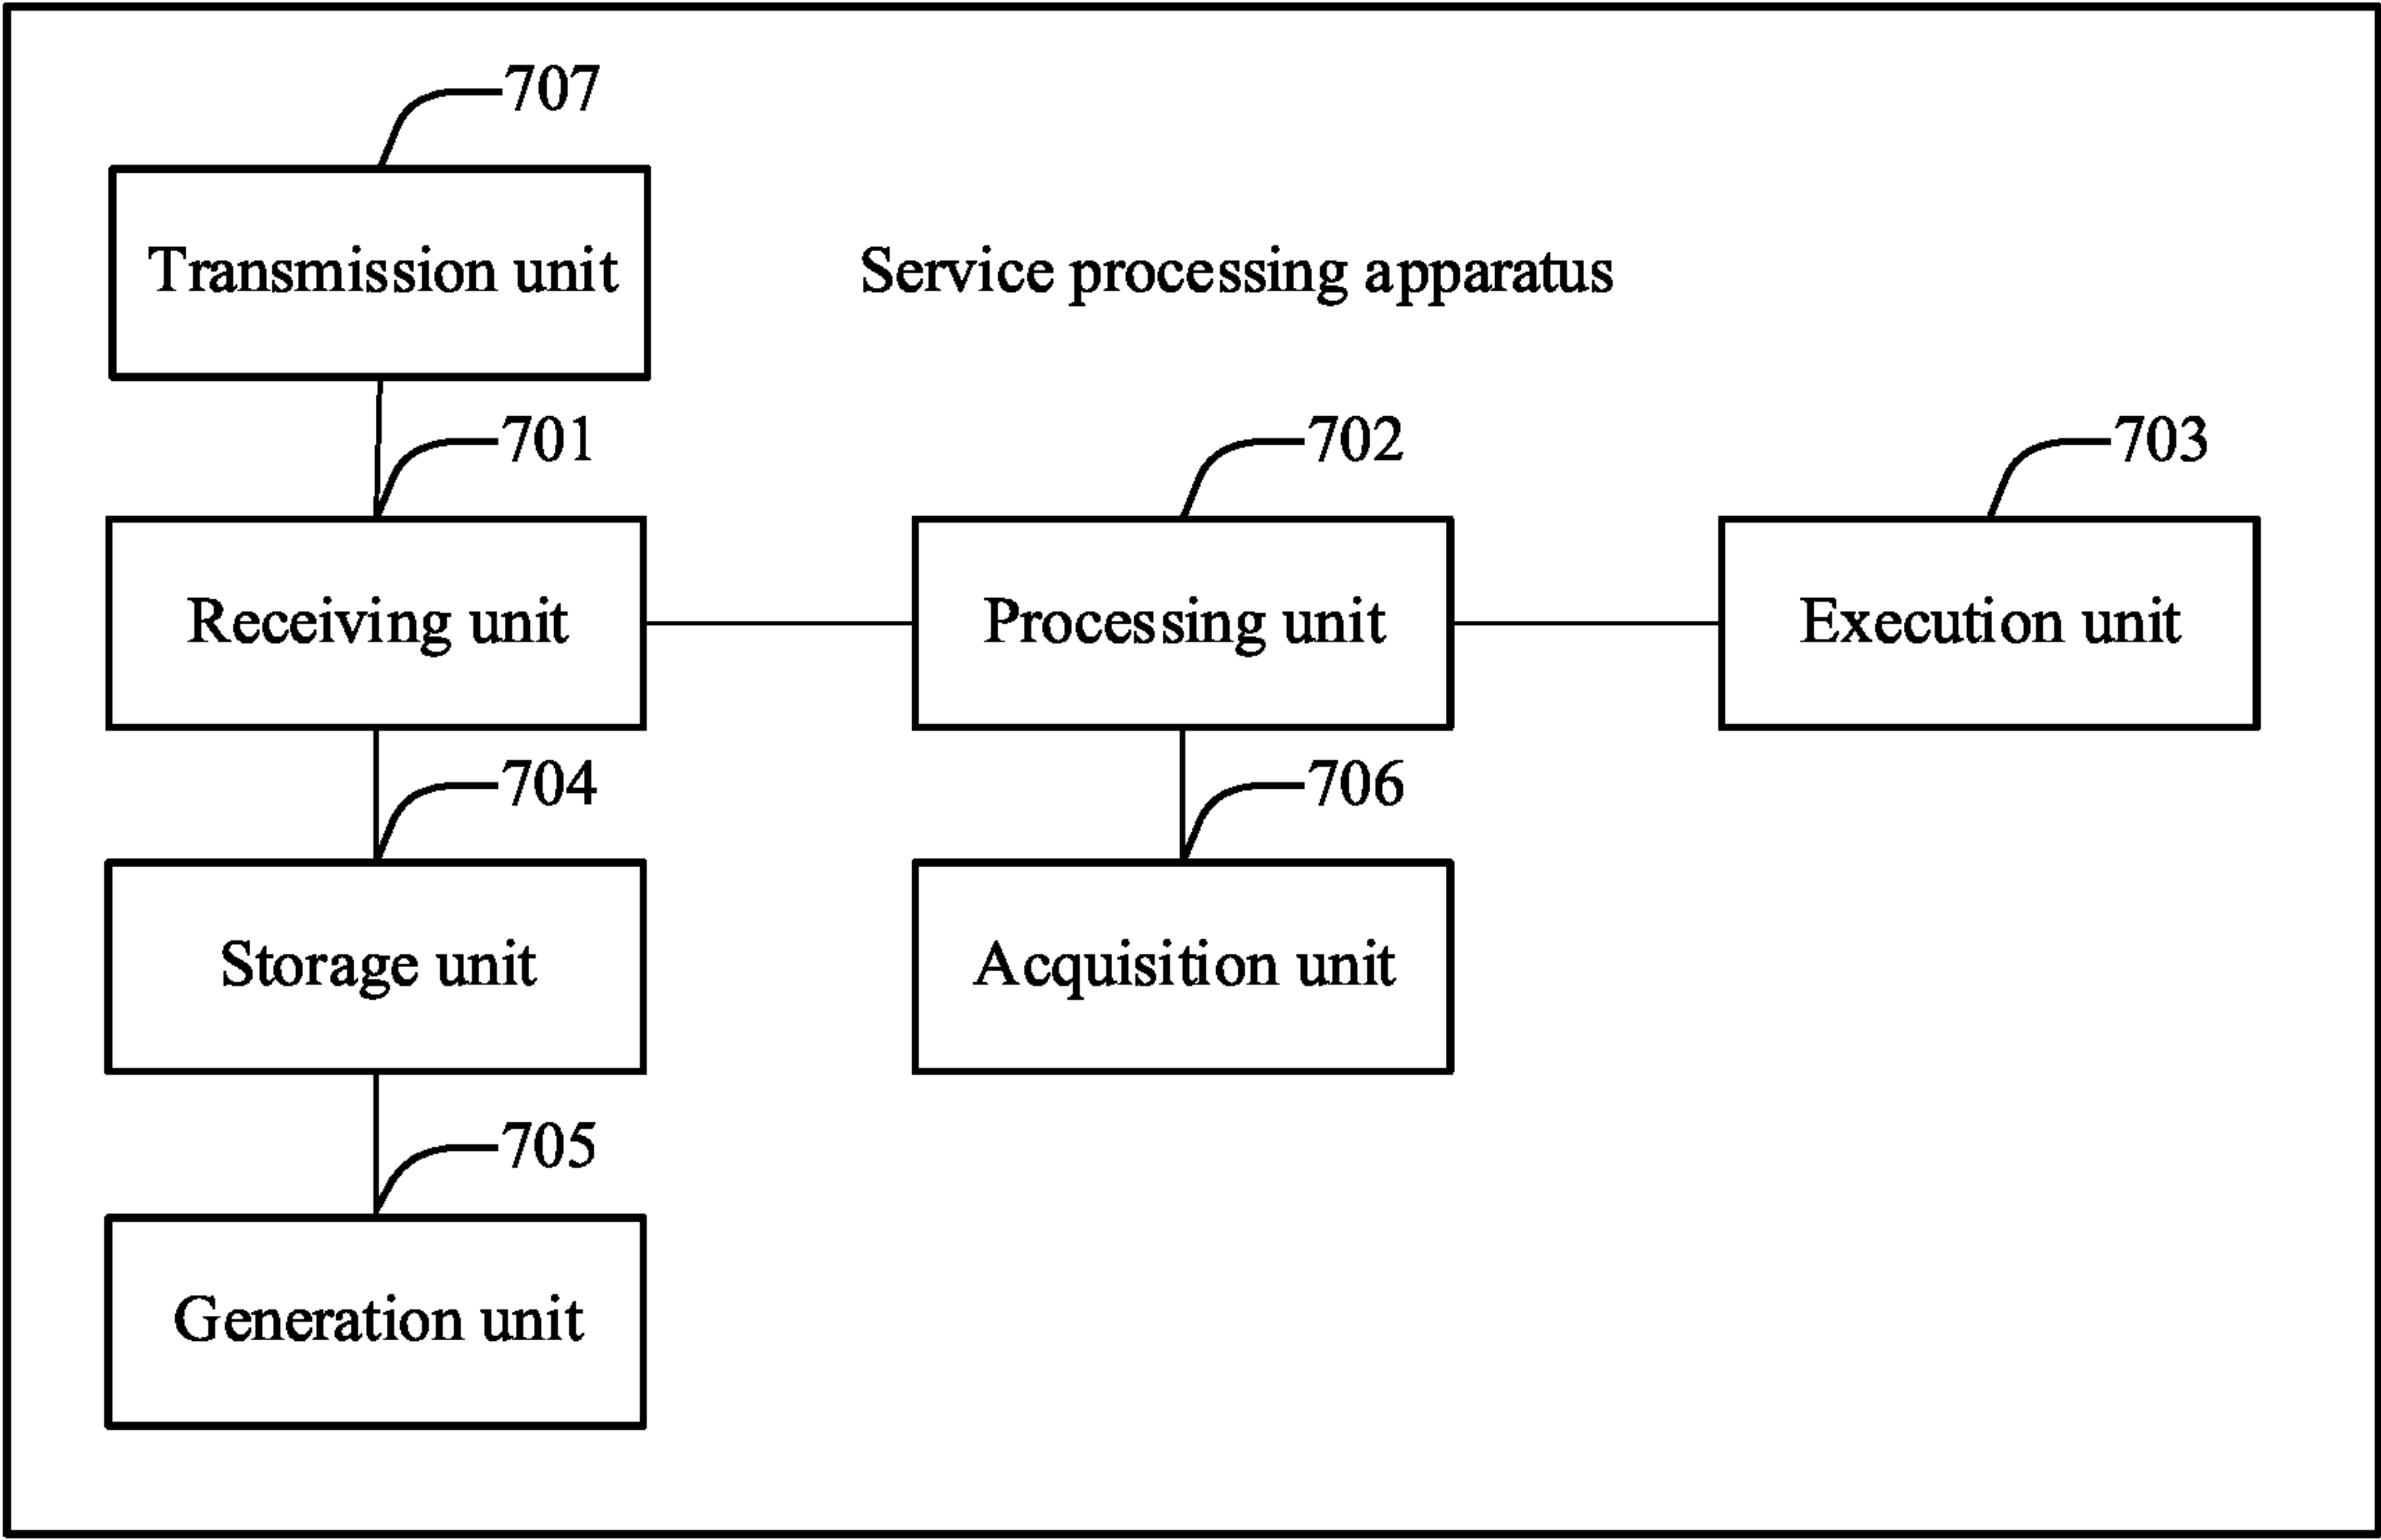 707
Transmission unit
Service processing apparatus
701
702
703
Receiving unit
Processing unit
Execution unit
704
706
Storage unit
Acquisition unit
705
Generation unit